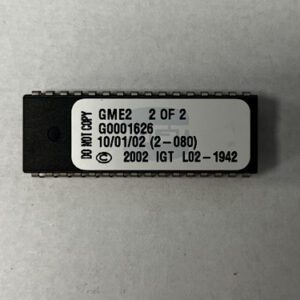 DO NOT COPY
GME2 2 OF 2
G0001626
10/01/02 (2-080)
© 2002 IGT L02-1942